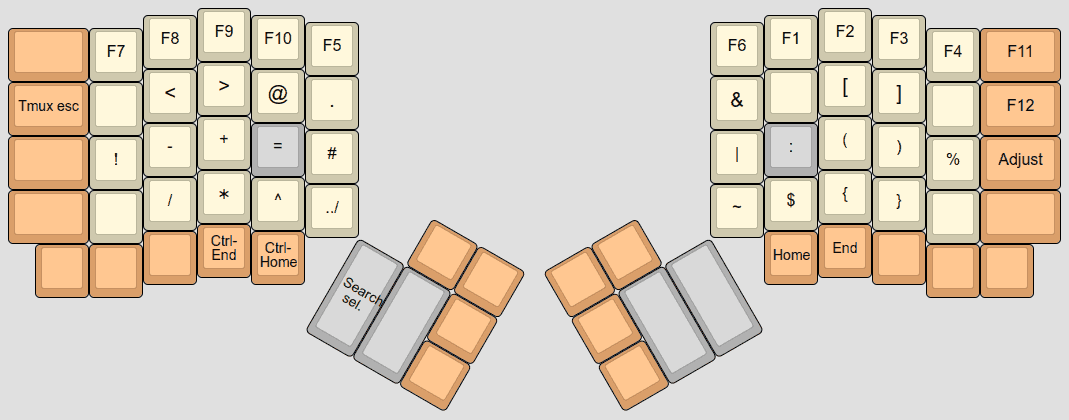 F7 F8 F9 F10 F5
Tmux esc < > @ .
! - + = #
/ * ^ ../
Ctrl-
End
Ctrl-
Home
Search
sel.
F6 F1 F2 F3 F4 F11
& [ ] F12
| : ( ) % Adjust
~ $ { }
Home End